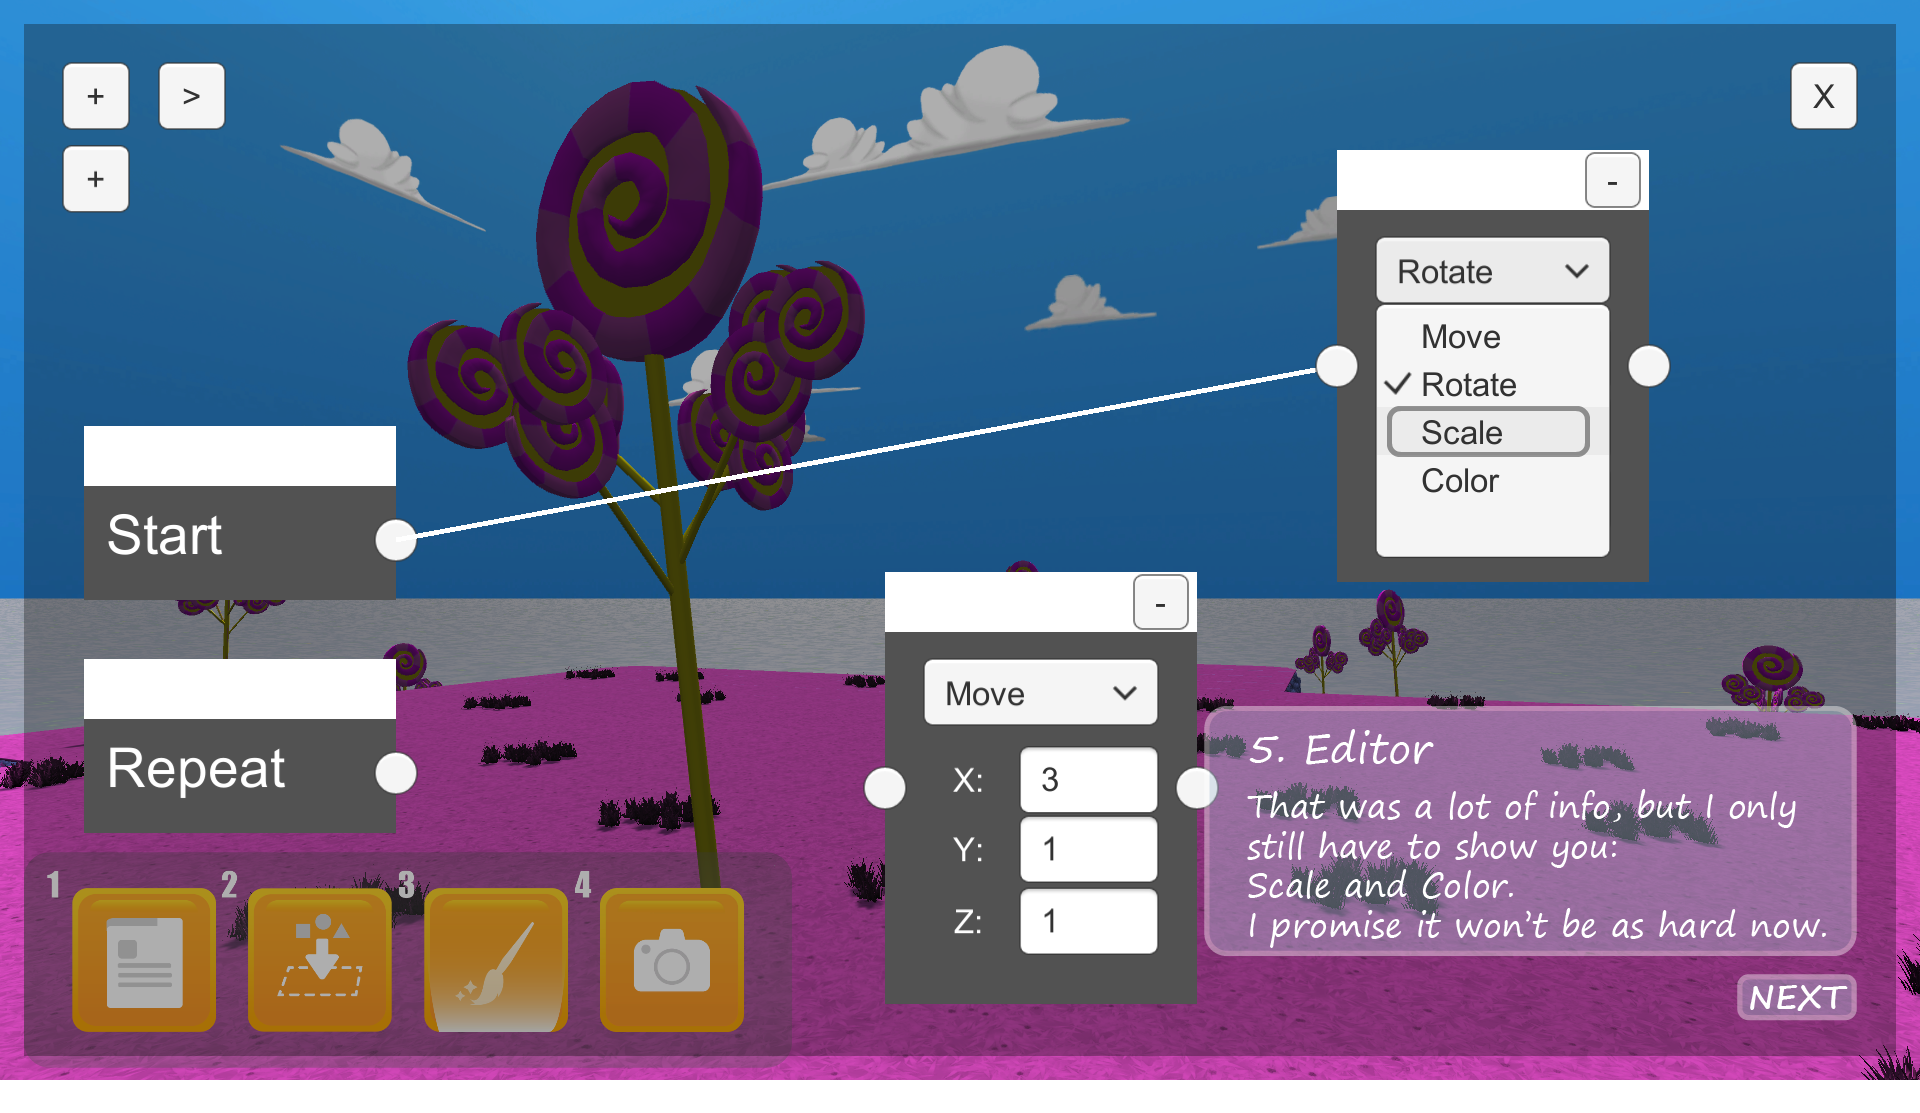 +
>
X
+
-
Rotate
Move
Rotate
Scale
Color
Start
-
Repeat
Move
X: 3
Y: 1
Z: 1
5. Editor
That was a lot of info, but I only
still have to show you:
Scale and Color.
I promise it won't be as hard now.
1 2 3 4
NEXT